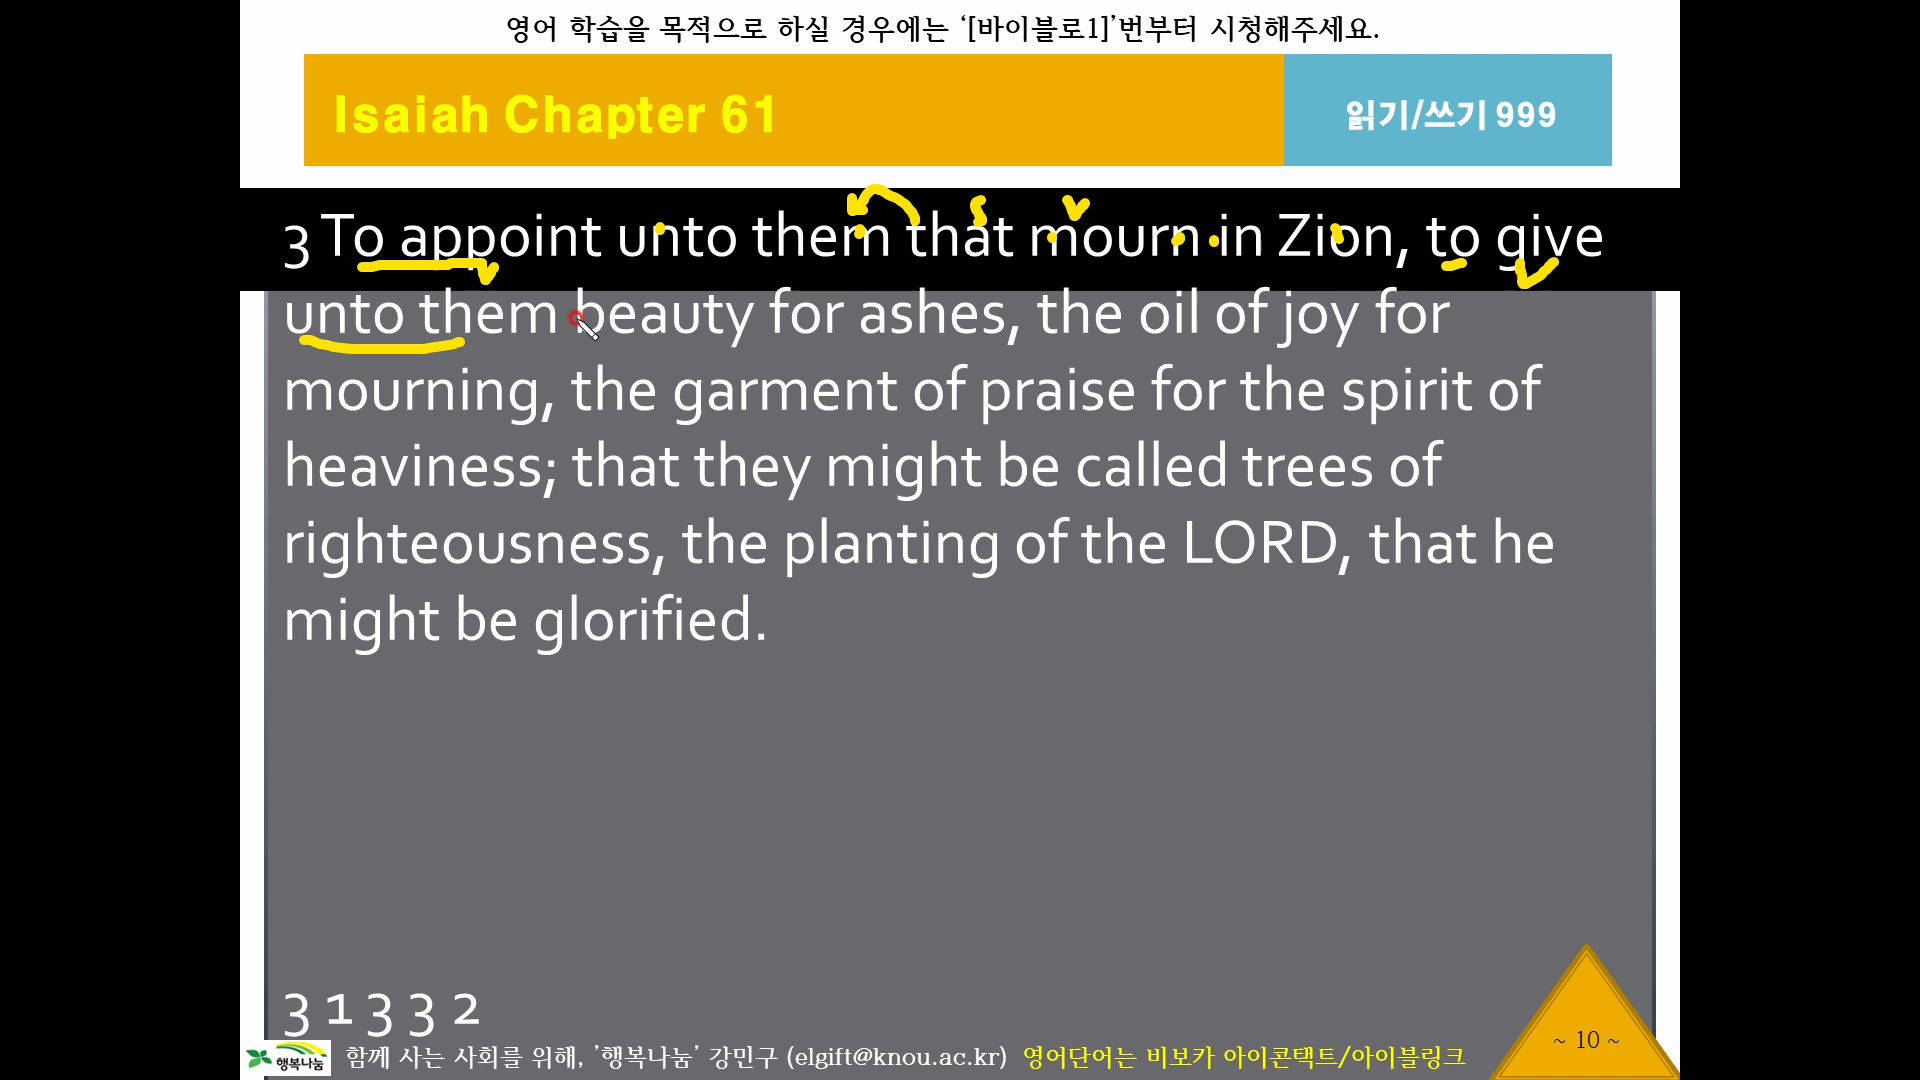 영어 학습을 목적으로 하실 경우에는 ‘[바이블로1]’번부터 시청해주세요.
Isaiah Chapter 61
읽기/쓰기 999
3 To appoint unto them that mourn in Zion, to give
unto them beauty for ashes, the oil of joy for
mourning, the garment of praise for the spirit of
heaviness; that they might be called trees of
righteousness, the planting of the LORD, that he
might be glorified.
3 1 3 3 2
~ 10 ~
행복나눔 함께 사는 사회를 위해, ’행복나눔’ 강민구 (elgift@knou.ac.kr) 영어단어는 비보카 아이콘택트/아이블링크